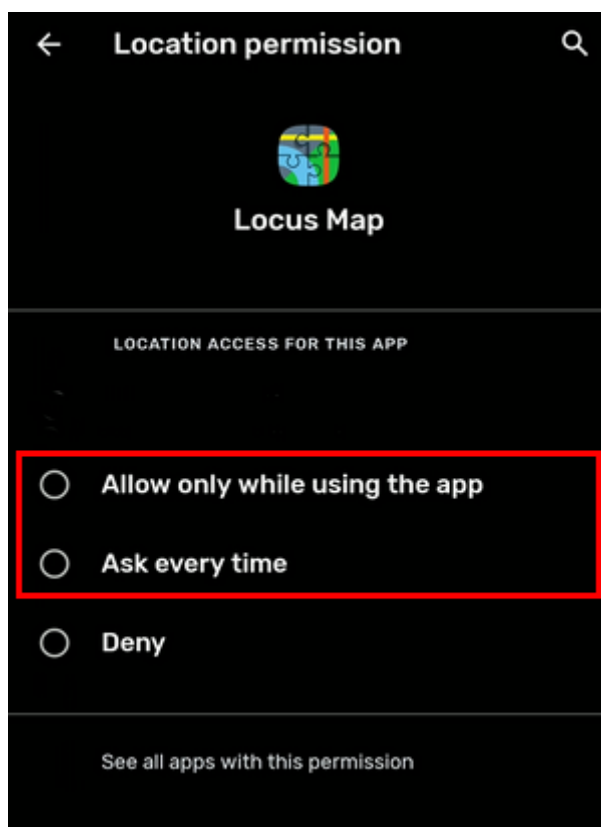 Location permission
Locus Map
LOCATION ACCESS FOR THIS APP
Allow only while using the app
Ask every time
Deny
See all apps with this permission